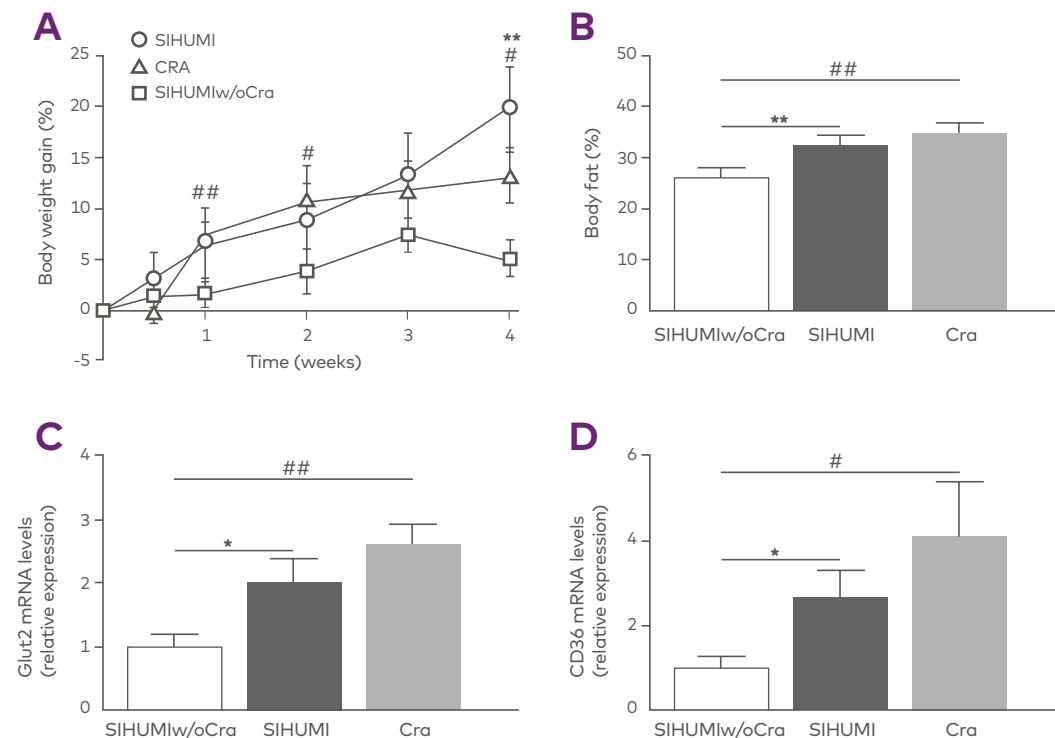 A
SIHUMI
CRA
SIHUMIw/oCra
Body weight gain (%)
25
20
15
10
5
0
-5
##
#
**
#
1
2
3
4
Time (weeks)
B
Body fat (%)
50
40
30
20
10
0
##
**
SIHUMIw/oCra
SIHUMI
Cra
C
Glut2 mRNA levels
(relative expression)
4
3
2
1
0
##
*
SIHUMIw/oCra
SIHUMI
Cra
D
CD36 mRNA levels
(relative expression)
6
4
2
0
#
*
SIHUMIw/oCra
SIHUMI
Cra